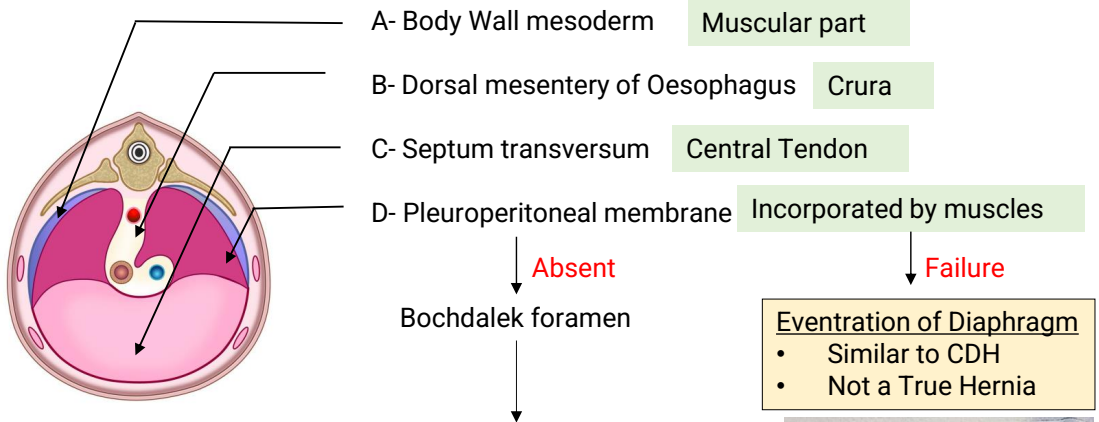 A- Body Wall mesoderm Muscular part
B- Dorsal mesentery of Oesophagus Crura
C- Septum transversum Central Tendon
D- Pleuroperitoneal membrane Incorporated by muscles
Absent Failure
Bochdalek foramen
Eventration of Diaphragm
• Similar to CDH
• Not a True Hernia